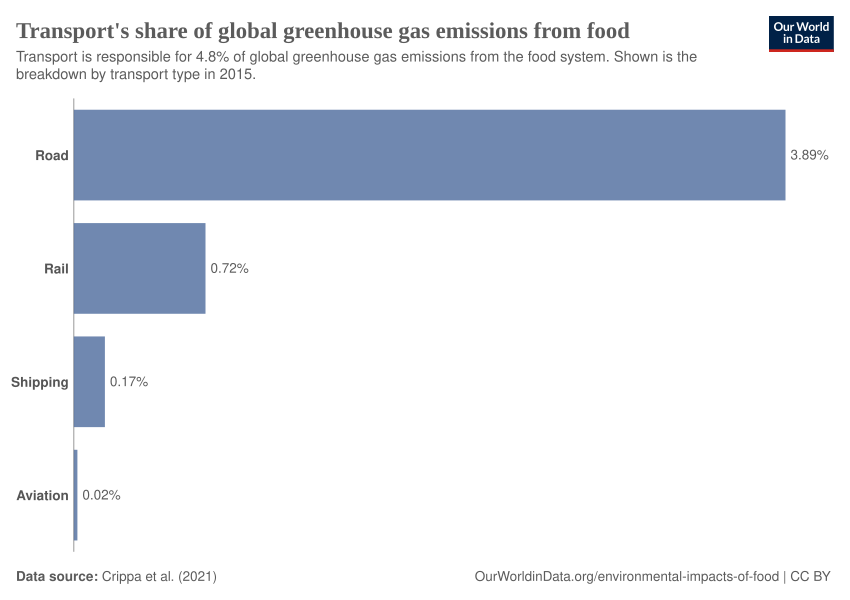 Transport's share of global greenhouse gas emissions from food
Our World
in Data
Transport is responsible for 4.8% of global greenhouse gas emissions from the food system. Shown is the
breakdown by transport type in 2015.
Road
3.89%
Rail
0.72%
Shipping
0.17%
Aviation
0.02%
Data source: Crippa et al. (2021)
OurWorldinData.org/environmental-impacts-of-food | CC BY